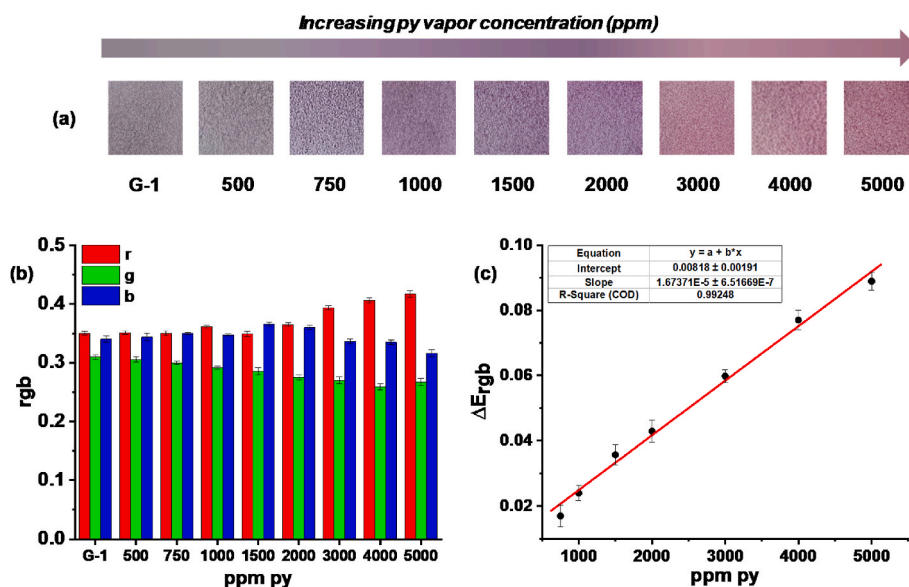 Increasing py vapor concentration (ppm)
(a)
G-1 500 750 1000 1500 2000 3000 4000 5000
(b)
r
g
b
0.5
0.4
0.3
0.2
0.1
0.0
rgb
G-1 500 750 1000 1500 2000 3000 4000 5000
ppm py
(c)
Equation y = a + b*x
Intercept 0.00818 ± 0.00191
Slope 1.67371E-5 ± 6.51669E-7
R-Square (COD) 0.99248
0.10
0.08
0.06
0.04
0.02
ΔErgb
1000 2000 3000 4000 5000
ppm py